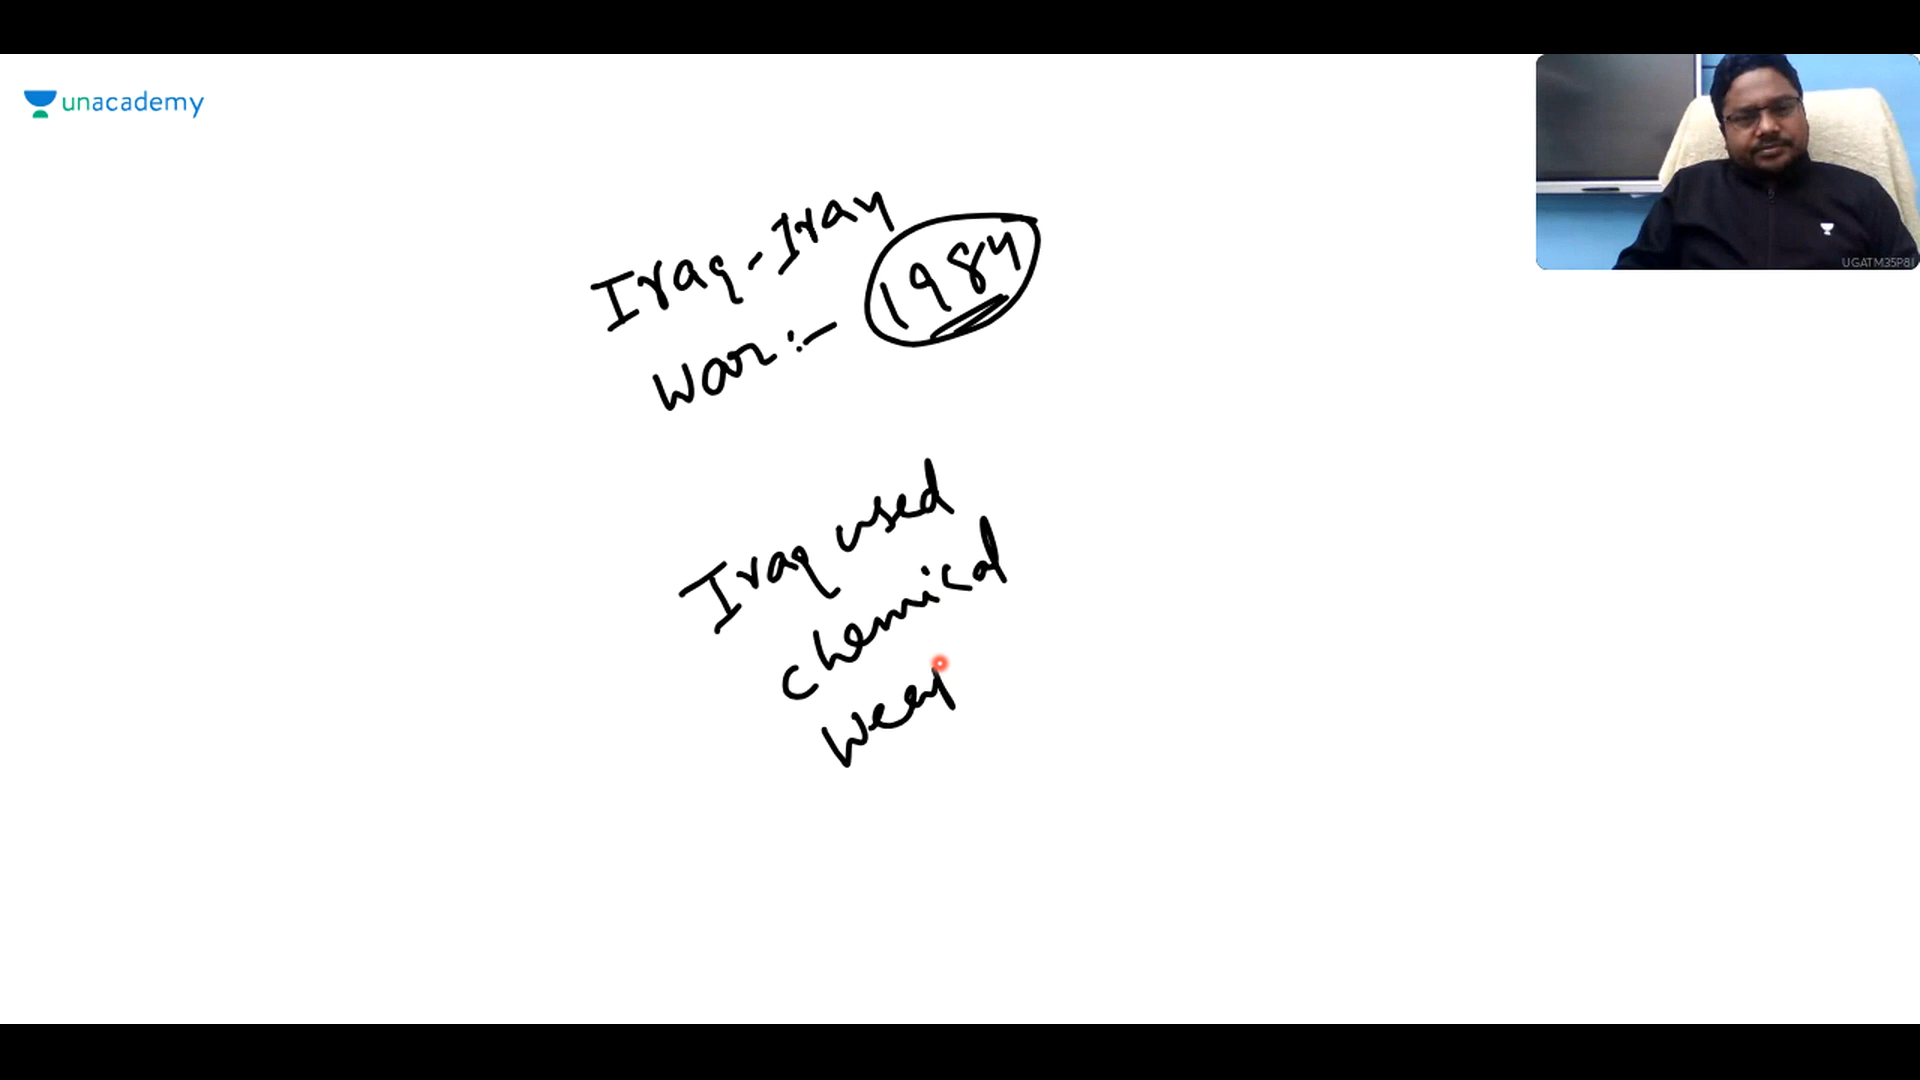 unacademy
Iraq-Iran
War:- 1984
Iraq used
chemical
Weap
UGATM35P8I